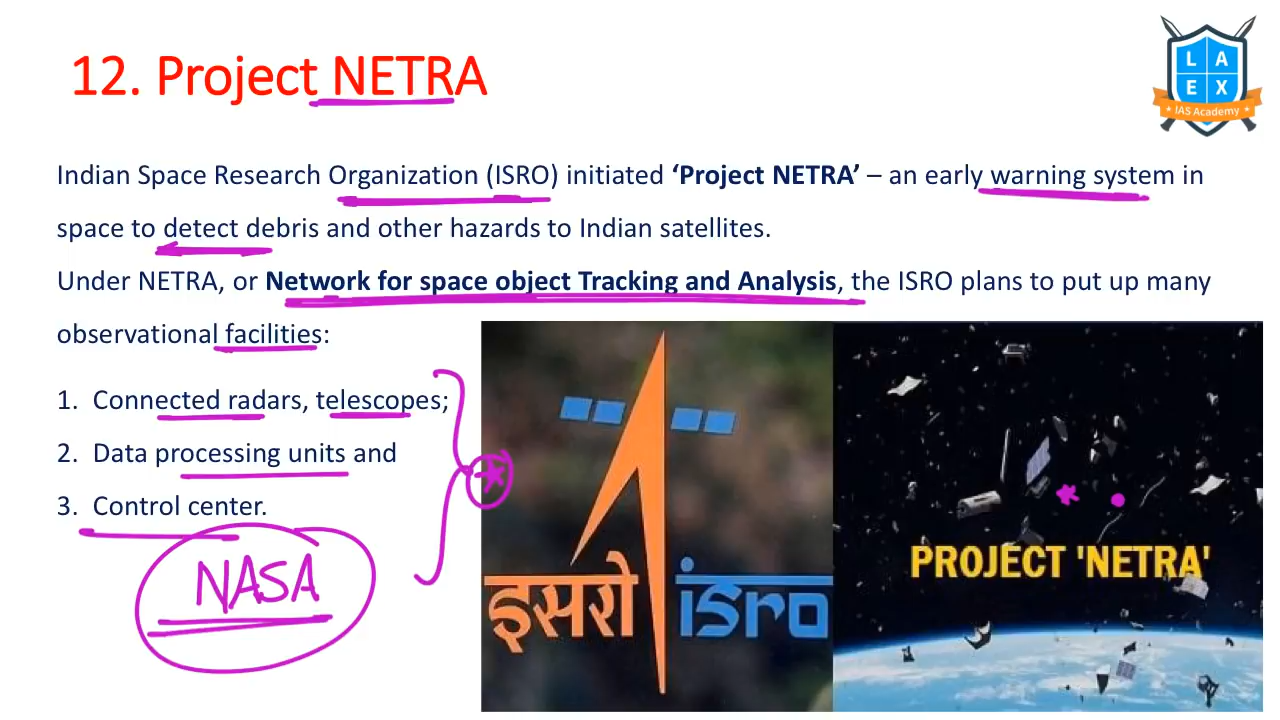 12. Project NETRA
L A
E X
IAS Academy
Indian Space Research Organization (ISRO) initiated ‘Project NETRA’ – an early warning system in
space to detect debris and other hazards to Indian satellites.
Under NETRA, or Network for space object Tracking and Analysis, the ISRO plans to put up many
observational facilities:
1. Connected radars, telescopes;
2. Data processing units and
3. Control center.
NASA
इसरो isro
PROJECT 'NETRA'